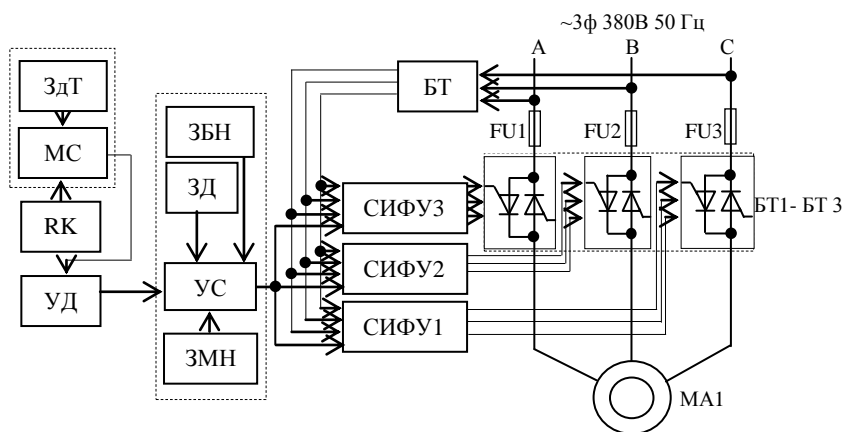 ~3ф 380В 50 Гц
А В С
ЗдТ
БТ
МС
ЗБН
FU1 FU2 FU3
ЗД
RK
СИФУ3
БТ1- БТ 3
УД
УС
СИФУ2
ЗМН
СИФУ1
МА1